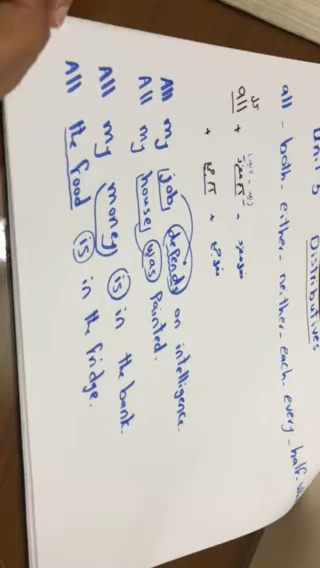 Unit 5 Distributives
all - both - either - neither - each - every - half -
all +
All my job depends on intelligence.
All my house was painted.
All my money is in the bank.
All the food is in the fridge.